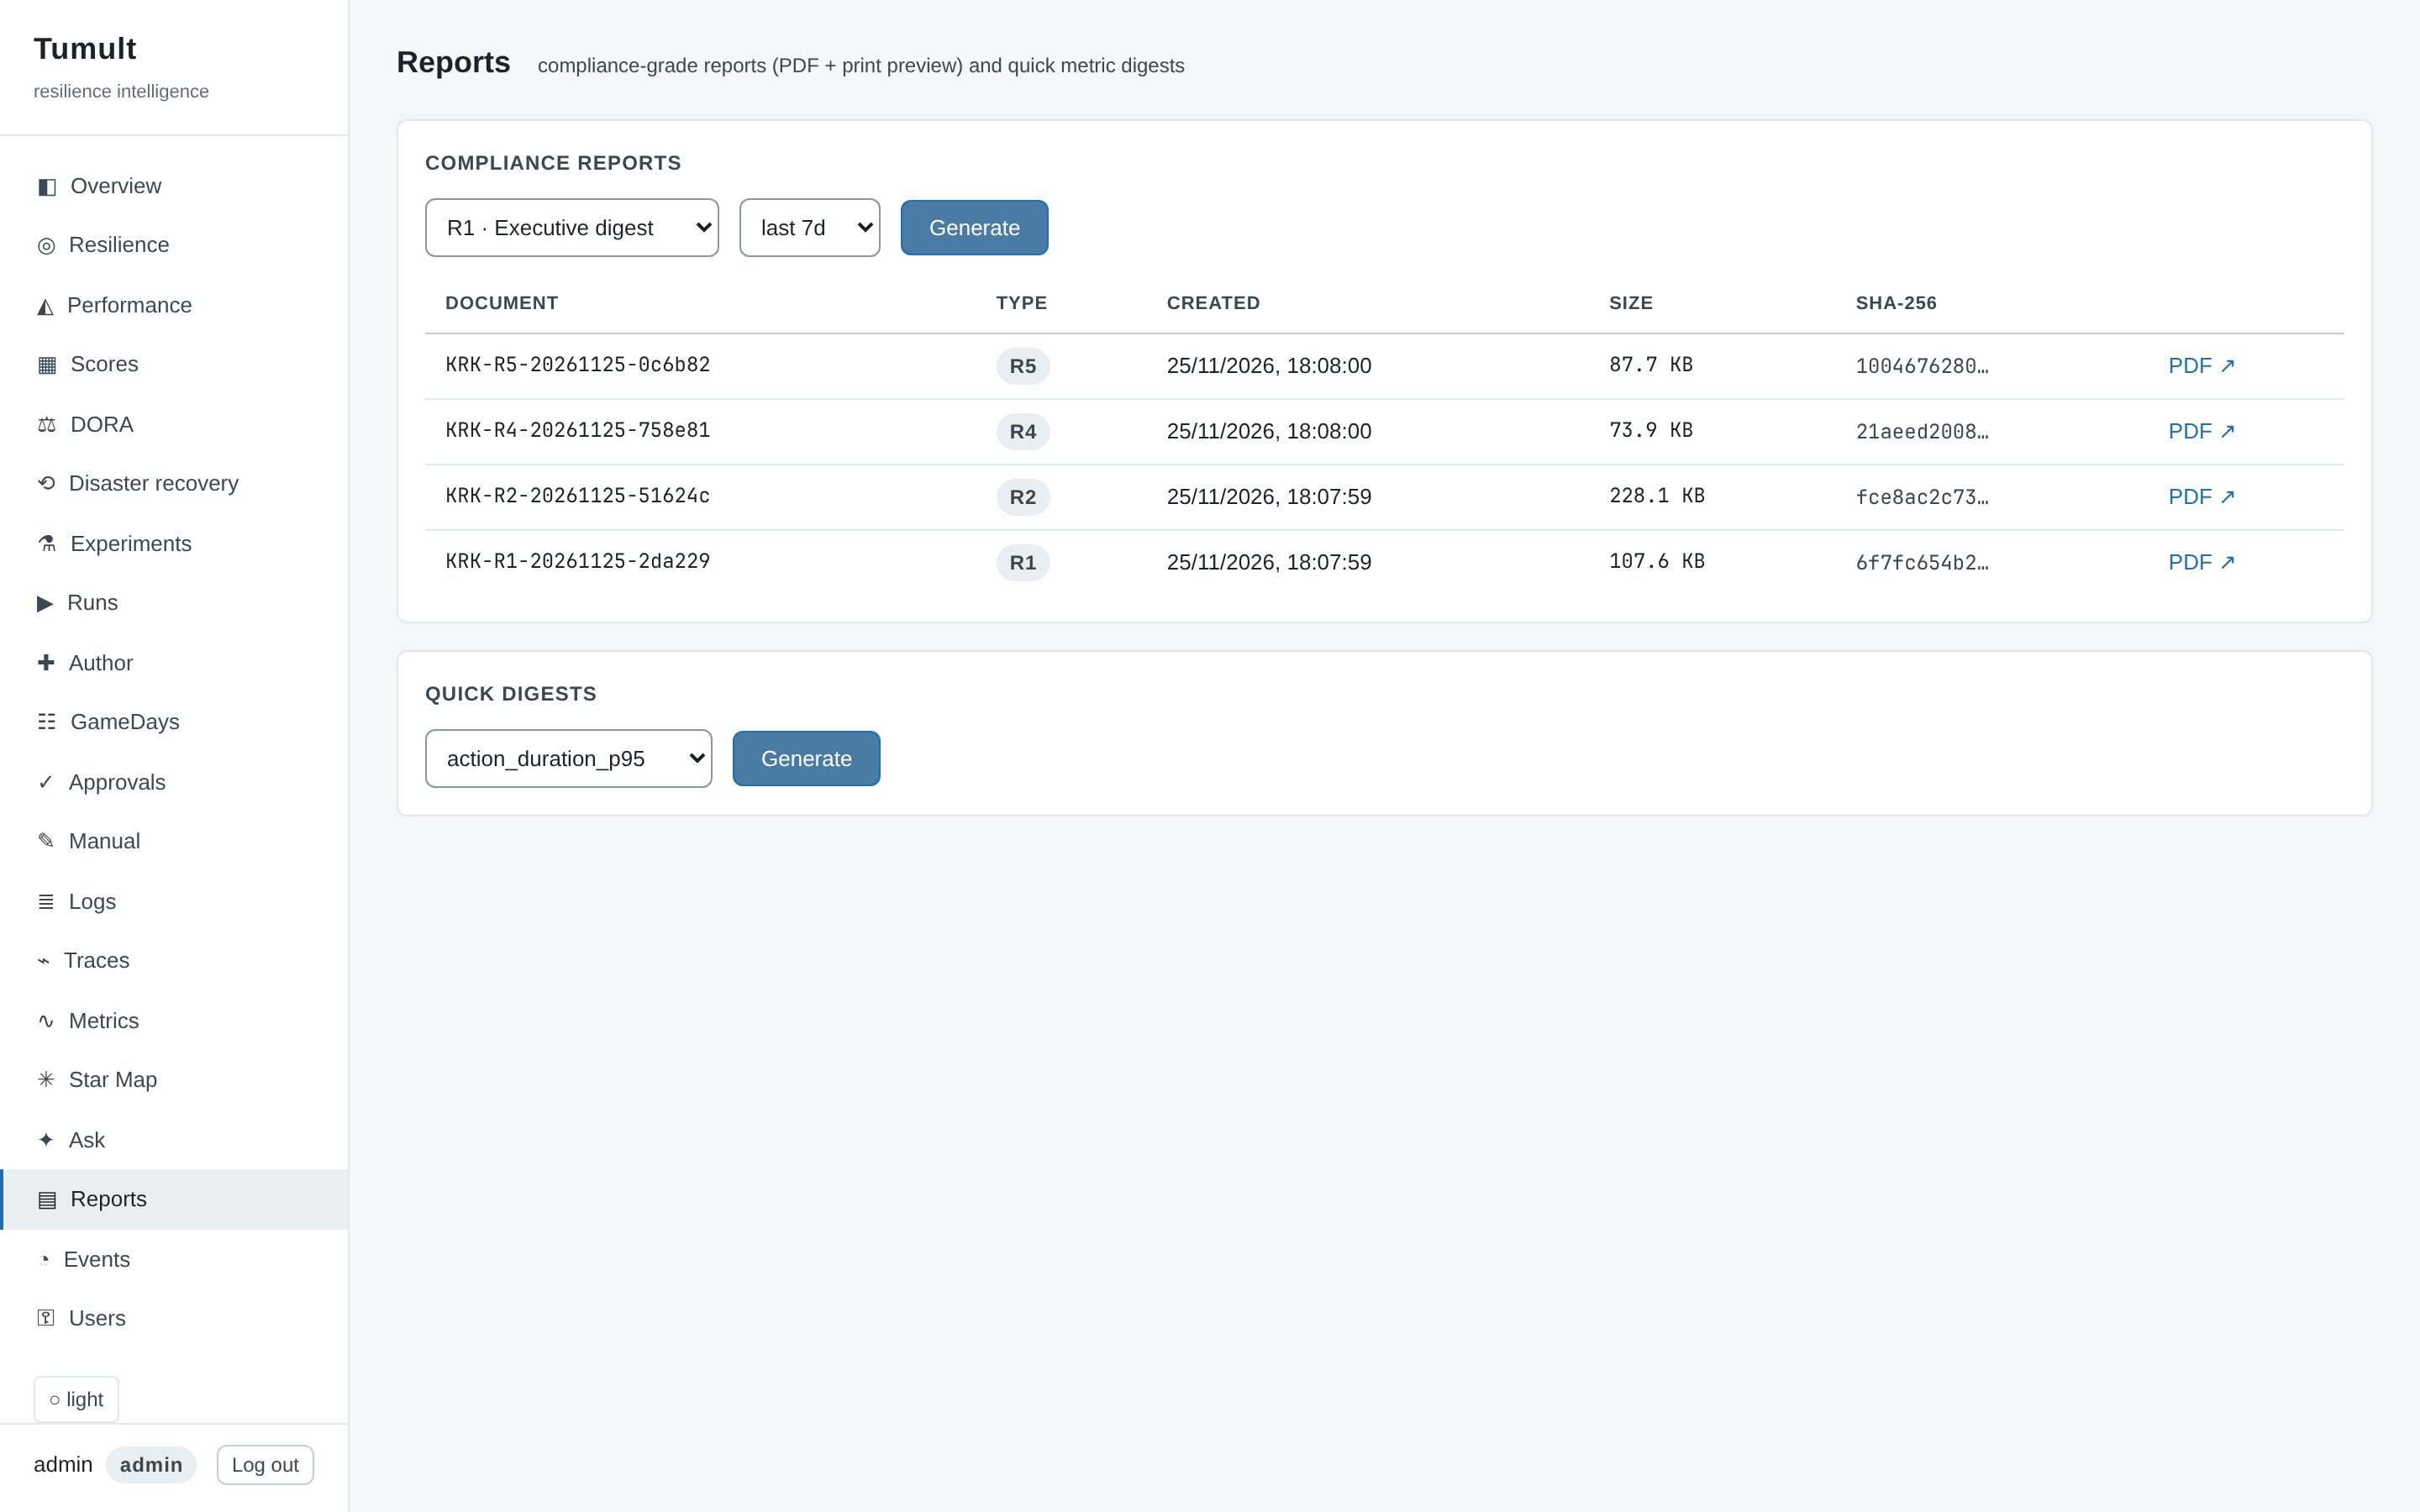 Tumult
resilience intelligence
Overview
Resilience
Performance
Scores
DORA
Disaster recovery
Experiments
Runs
Author
GameDays
Approvals
Manual
Logs
Traces
Metrics
Star Map
Ask
Reports
Events
Users
light
admin admin Log out
Reports compliance-grade reports (PDF + print preview) and quick metric digests
COMPLIANCE REPORTS
R1 · Executive digest last 7d Generate
DOCUMENT TYPE CREATED SIZE SHA-256
KRK-R5-20261125-0c6b82 R5 25/11/2026, 18:08:00 87.7 KB 1004676280… PDF ↗
KRK-R4-20261125-758e81 R4 25/11/2026, 18:08:00 73.9 KB 21aeed2008… PDF ↗
KRK-R2-20261125-51624c R2 25/11/2026, 18:07:59 228.1 KB fce8ac2c73… PDF ↗
KRK-R1-20261125-2da229 R1 25/11/2026, 18:07:59 107.6 KB 6f7fc654b2… PDF ↗
QUICK DIGESTS
action_duration_p95 Generate